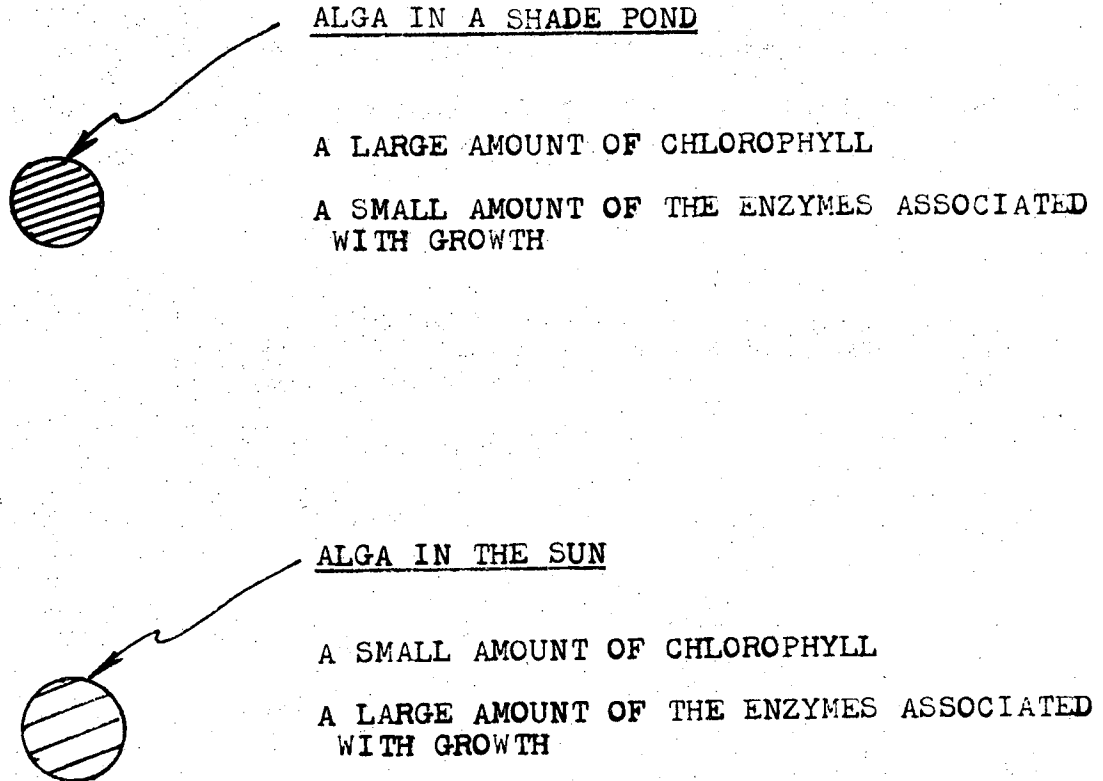 ALGA IN A SHADE POND
A LARGE AMOUNT OF CHLOROPHYLL
A SMALL AMOUNT OF THE ENZYMES ASSOCIATED
WITH GROWTH
ALGA IN THE SUN
A SMALL AMOUNT OF CHLOROPHYLL
A LARGE AMOUNT OF THE ENZYMES ASSOCIATED
WITH GROWTH